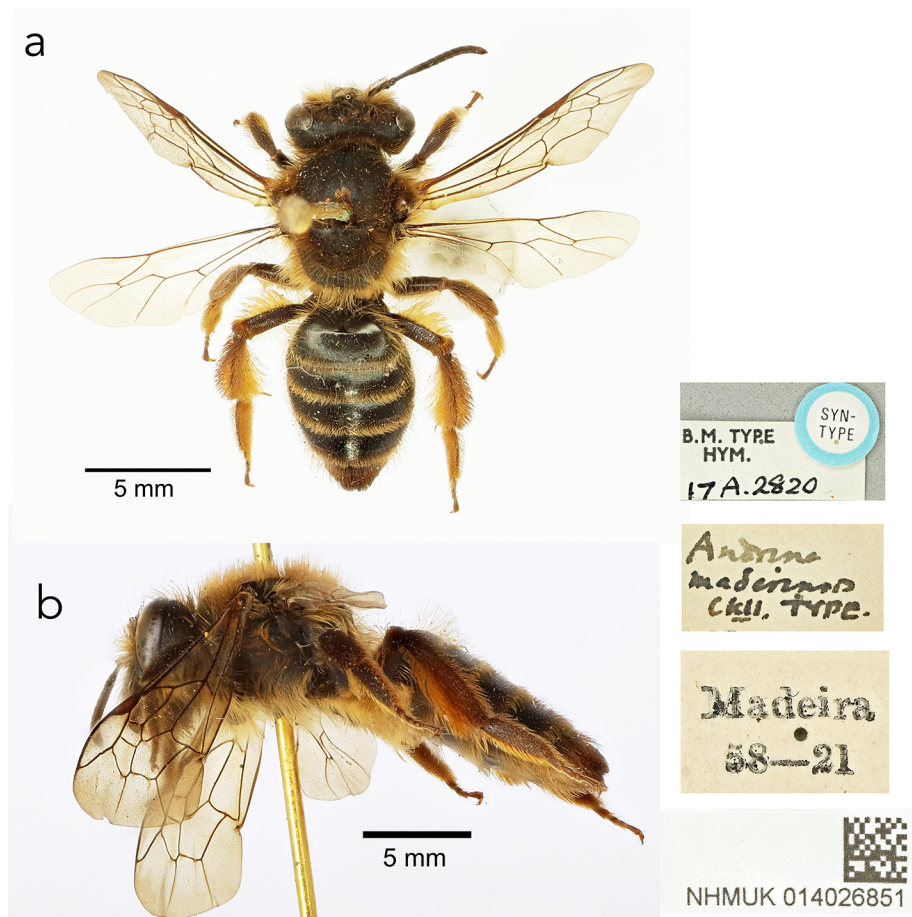 a
5 mm
SYN-
TYPE
B.M. TYPE
HYM.
17A.2820
Andrena
maderensis
Ckll. TYPE.
Madeira
58—21
b
5 mm
NHMUK 014026851